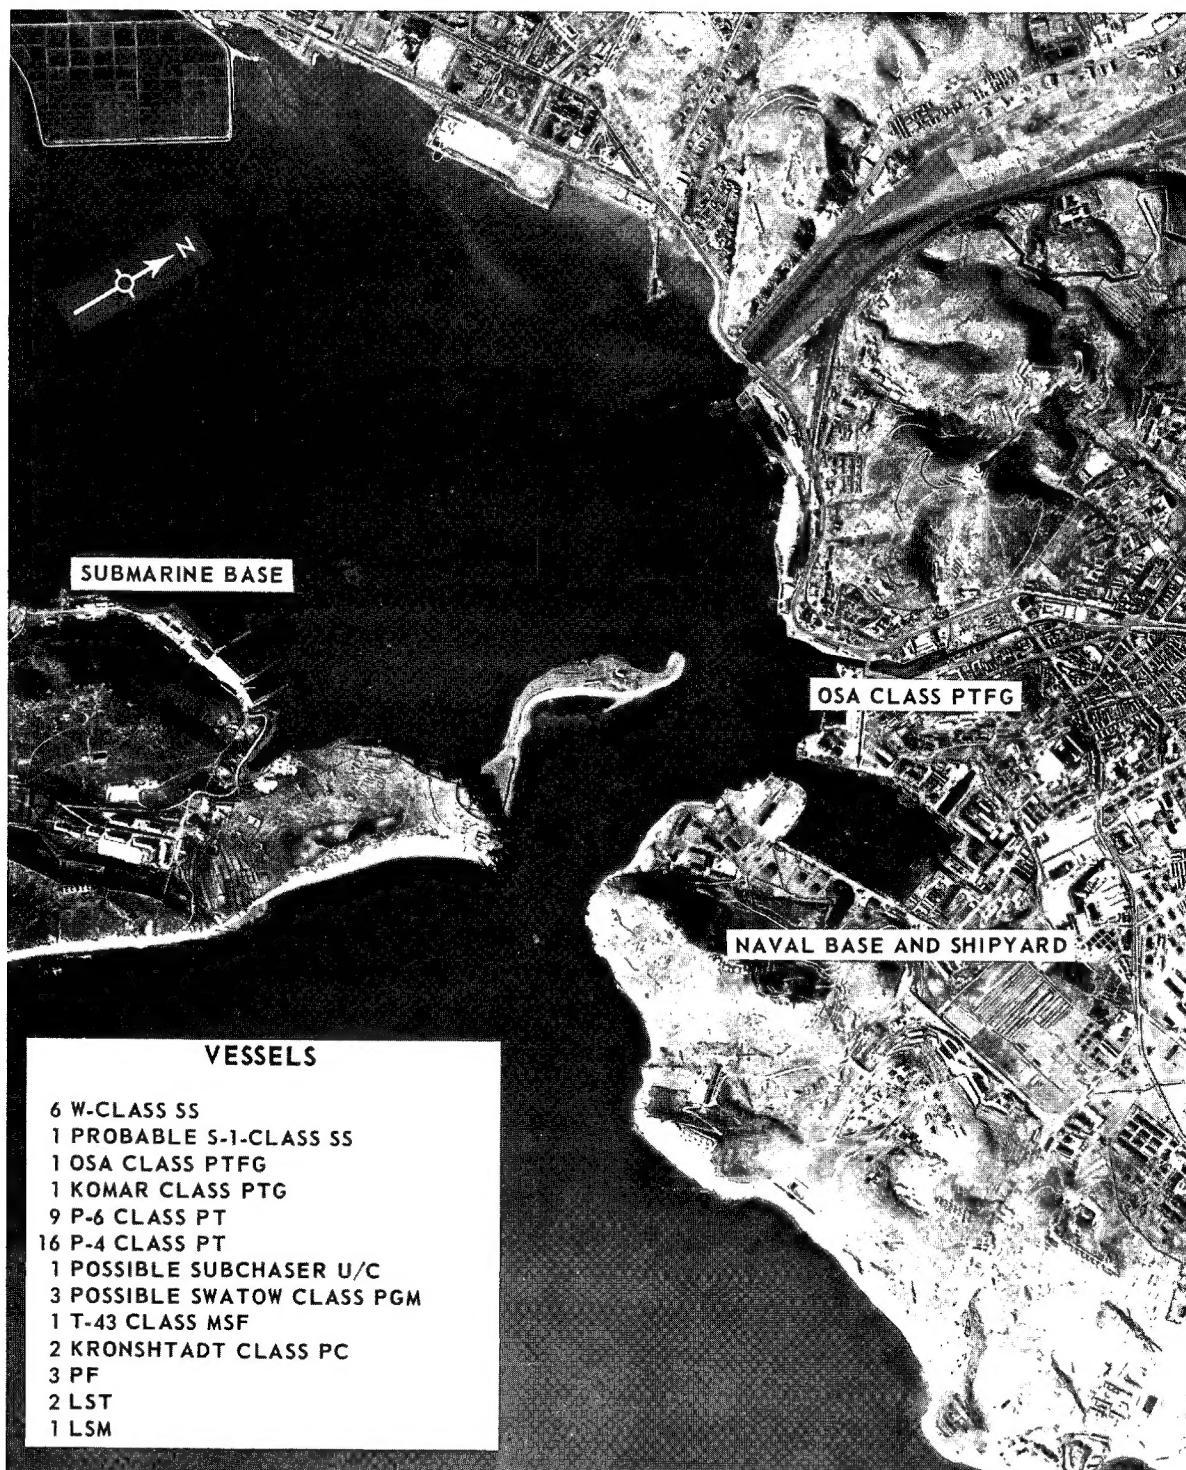 N
SUBMARINE BASE
OSA CLASS PTFG
NAVAL BASE AND SHIPYARD
VESSELS
6 W-CLASS SS
1 PROBABLE S-1-CLASS SS
1 OSA CLASS PTFG
1 KOMAR CLASS PTG
9 P-6 CLASS PT
16 P-4 CLASS PT
1 POSSIBLE SUBCHASER U/C
3 POSSIBLE SWATOW CLASS PGM
1 T-43 CLASS MSF
2 KRONSHTADT CLASS PC
3 PF
2 LST
1 LSM